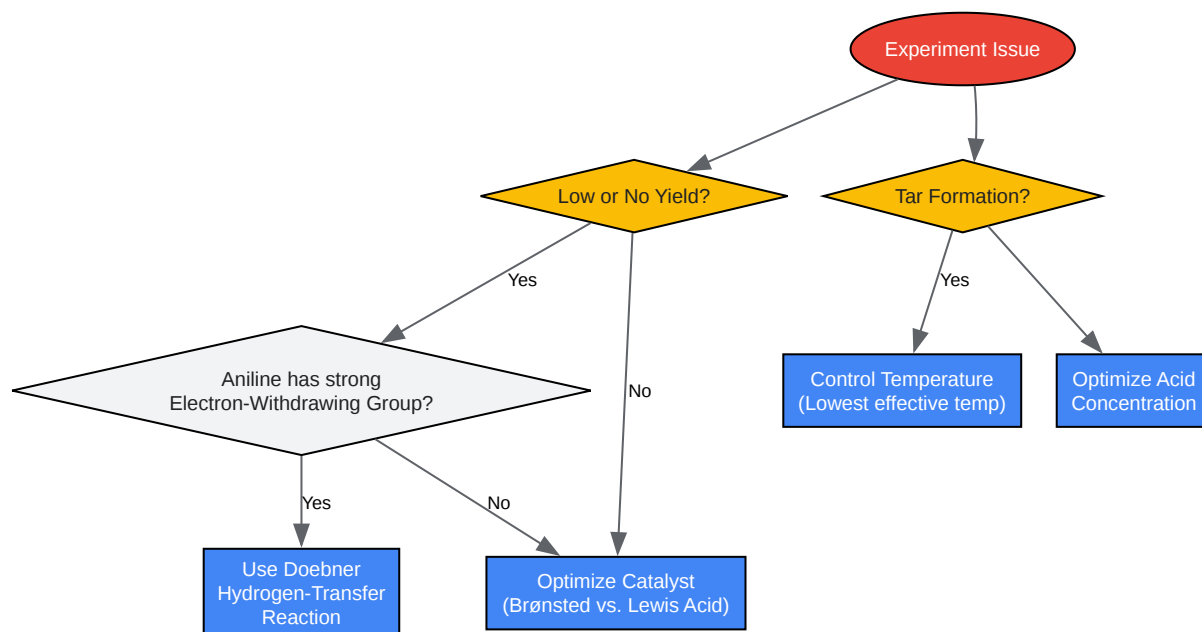 Experiment Issue
Low or No Yield?
Tar Formation?
Yes
Yes
Aniline has strong
Electron-Withdrawing Group?
No
Control Temperature
(Lowest effective temp)
Optimize Acid
Concentration
Yes
No
Use Doebner
Hydrogen-Transfer
Reaction
Optimize Catalyst
(Brønsted vs. Lewis Acid)